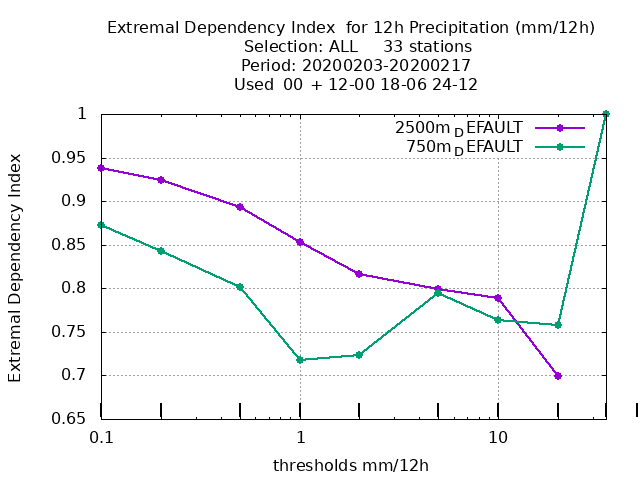 Extremal Dependency Index  for 12h Precipitation (mm/12h)
Selection: ALL     33 stations
Period: 20200203-20200217
Used  00  + 12-00 18-06 24-12
2500m_DEFAULT
750m_DEFAULT
1
0.95
0.9
0.85
0.8
0.75
0.7
0.65
0.1 1 10
Extremal Dependency Index
thresholds mm/12h